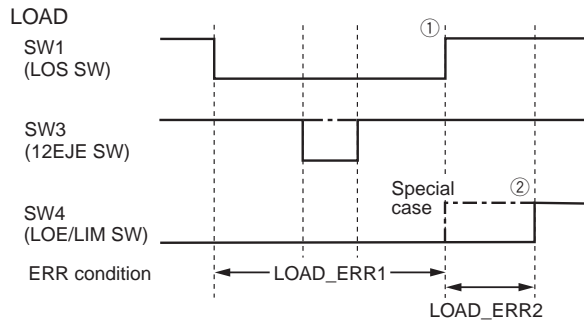 LOAD
SW1
(LOS SW)
①
SW3
(12EJE SW)
SW4
(LOE/LIM SW)
Special
case
②
ERR condition
LOAD_ERR1
LOAD_ERR2